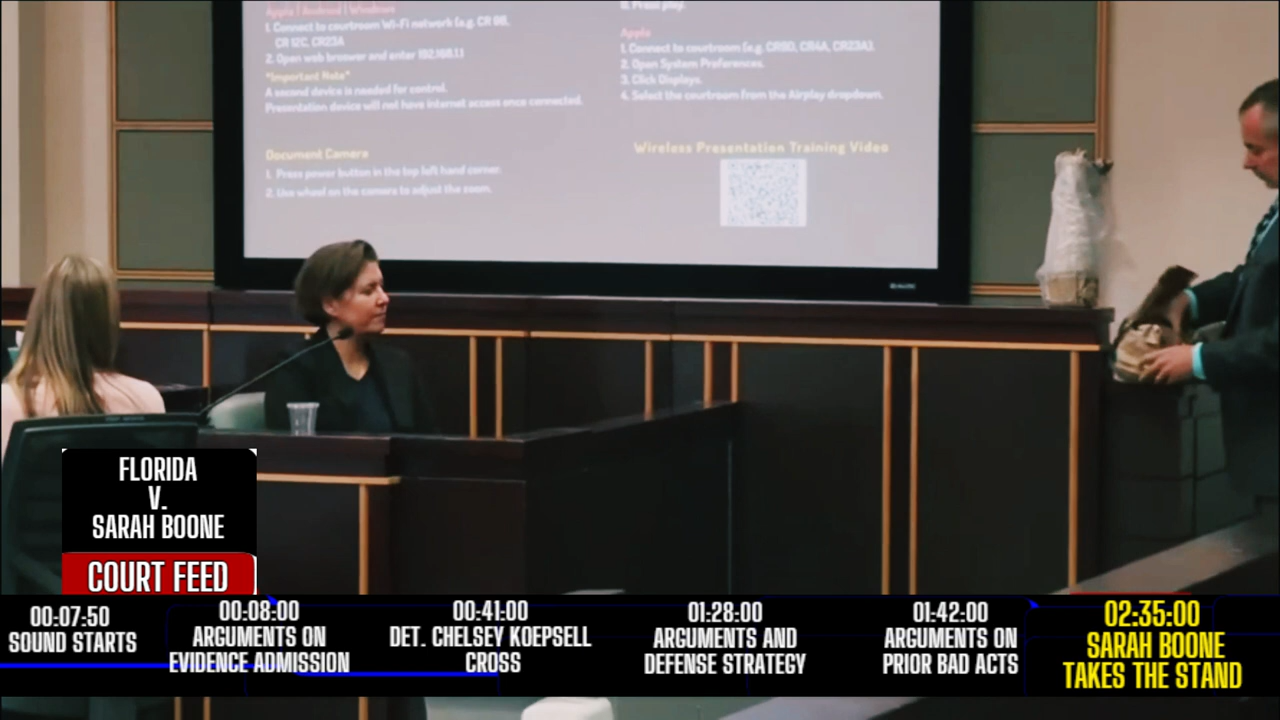 Apple | Android | Windows
1. Connect to courtroom Wi-Fi network (e.g. CR 9B,
CR 12C, CR23A
2. Open web browser and enter 192.168.1.1
*Important Note*
A second device is needed for control.
Presentation device will not have internet access once connected.
Document Camera
1. Press power button in the top left hand corner.
2. Use wheel on the camera to adjust the zoom.
8. Press play.
Apple
1. Connect to courtroom (e.g. CR9D, CR4A, CR23A).
2. Open System Preferences.
3. Click Displays.
4. Select the courtroom from the Airplay dropdown.
Wireless Presentation Training Video
FLORIDA
V.
SARAH BOONE
COURT FEED
00:07:50
SOUND STARTS
00:08:00
ARGUMENTS ON
EVIDENCE ADMISSION
00:41:00
DET. CHELSEY KOEPSELL
CROSS
01:28:00
ARGUMENTS AND
DEFENSE STRATEGY
01:42:00
ARGUMENTS ON
PRIOR BAD ACTS
02:35:00
SARAH BOONE
TAKES THE STAND